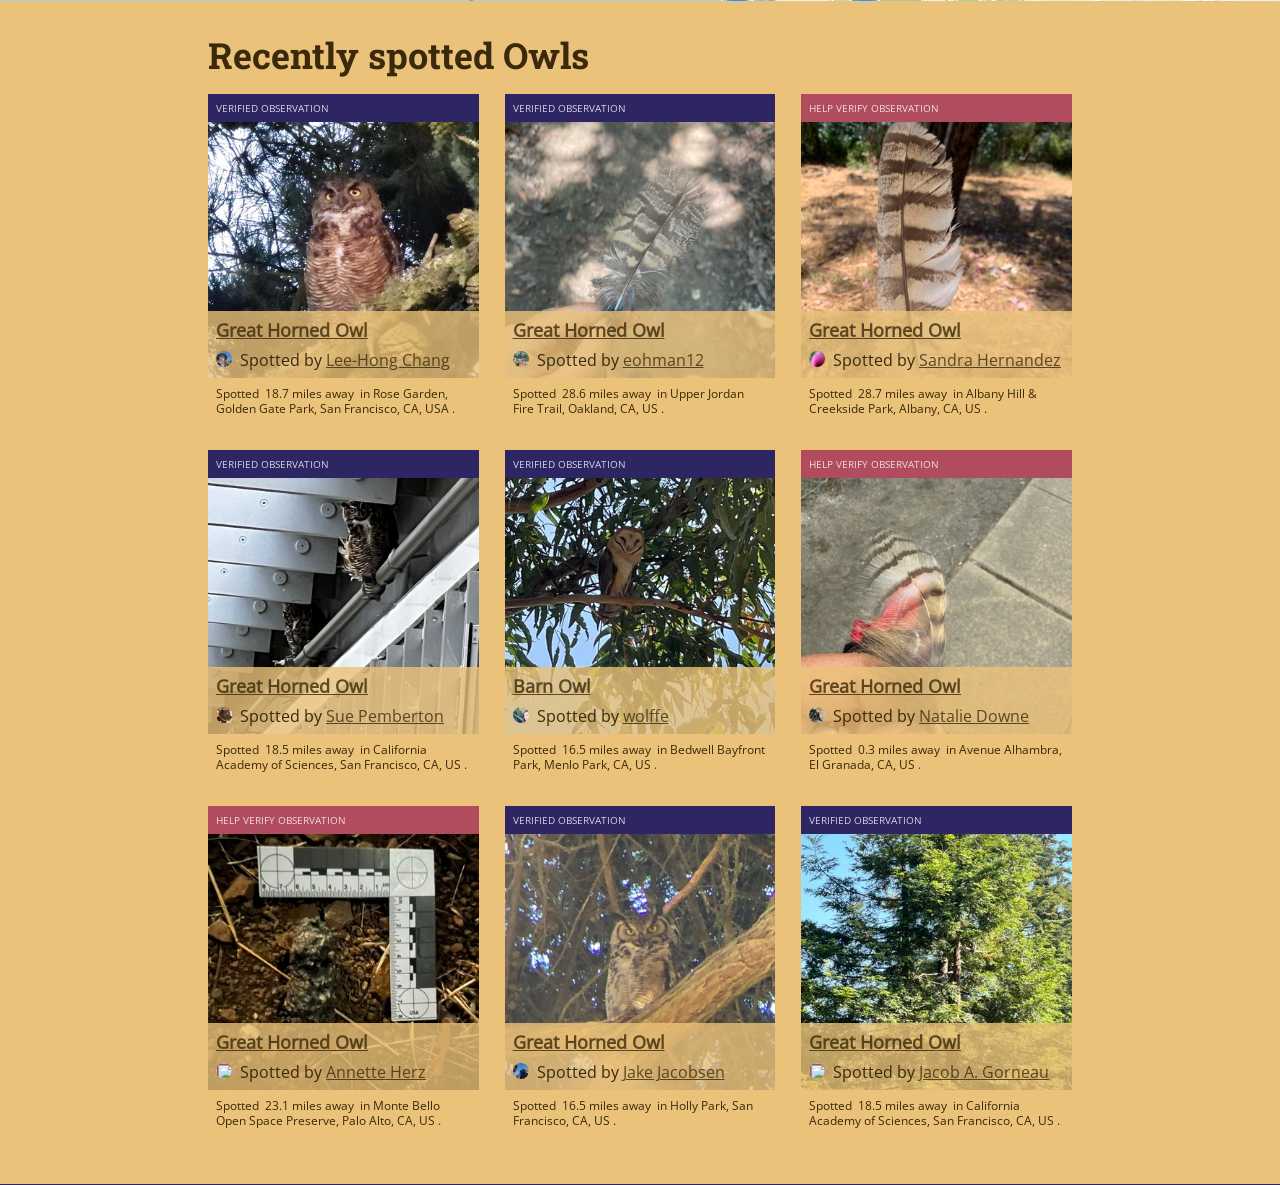 Recently spotted Owls
VERIFIED OBSERVATION
Great Horned Owl
Spotted by Lee-Hong Chang
Spotted 18.7 miles away in Rose Garden,
Golden Gate Park, San Francisco, CA, USA .
VERIFIED OBSERVATION
Great Horned Owl
Spotted by eohman12
Spotted 28.6 miles away in Upper Jordan
Fire Trail, Oakland, CA, US .
HELP VERIFY OBSERVATION
Great Horned Owl
Spotted by Sandra Hernandez
Spotted 28.7 miles away in Albany Hill &
Creekside Park, Albany, CA, US .
VERIFIED OBSERVATION
Great Horned Owl
Spotted by Sue Pemberton
Spotted 18.5 miles away in California
Academy of Sciences, San Francisco, CA, US .
VERIFIED OBSERVATION
Barn Owl
Spotted by wolffe
Spotted 16.5 miles away in Bedwell Bayfront
Park, Menlo Park, CA, US .
HELP VERIFY OBSERVATION
Great Horned Owl
Spotted by Natalie Downe
Spotted 0.3 miles away in Avenue Alhambra,
El Granada, CA, US .
HELP VERIFY OBSERVATION
Great Horned Owl
Spotted by Annette Herz
Spotted 23.1 miles away in Monte Bello
Open Space Preserve, Palo Alto, CA, US .
VERIFIED OBSERVATION
Great Horned Owl
Spotted by Jake Jacobsen
Spotted 16.5 miles away in Holly Park, San
Francisco, CA, US .
VERIFIED OBSERVATION
Great Horned Owl
Spotted by Jacob A. Gorneau
Spotted 18.5 miles away in California
Academy of Sciences, San Francisco, CA, US .